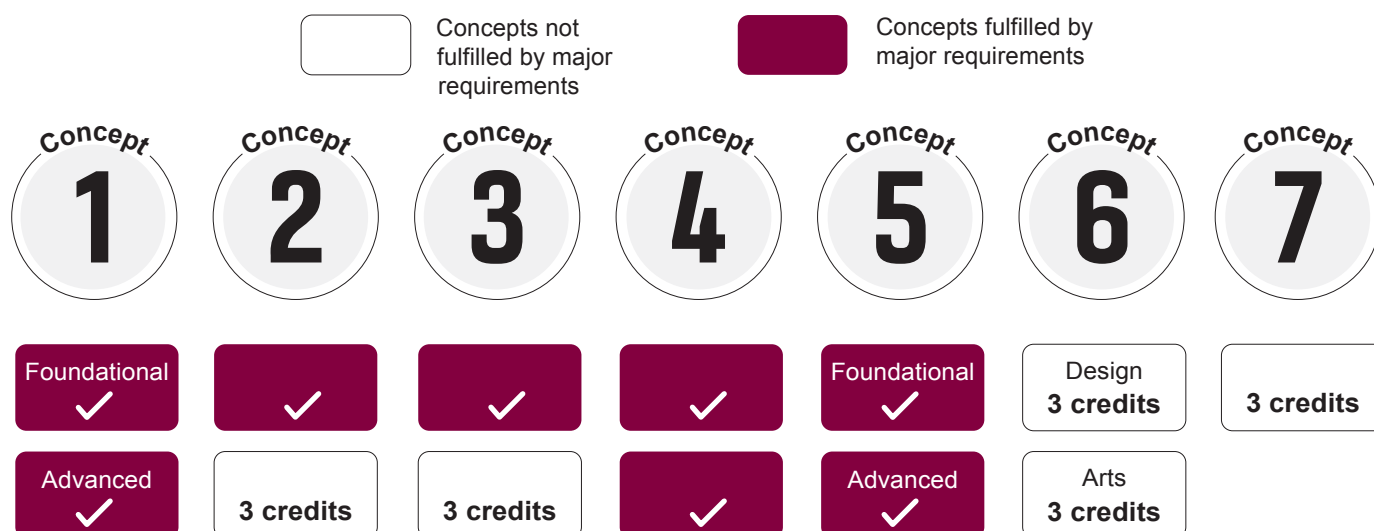 Concepts not
fulfilled by major
requirements
Concepts fulfilled by
major requirements
Concept
1
Concept
2
Concept
3
Concept
4
Concept
5
Concept
6
Concept
7
Foundational
Foundational
Design
3 credits
3 credits
Advanced
3 credits
3 credits
Advanced
Arts
3 credits